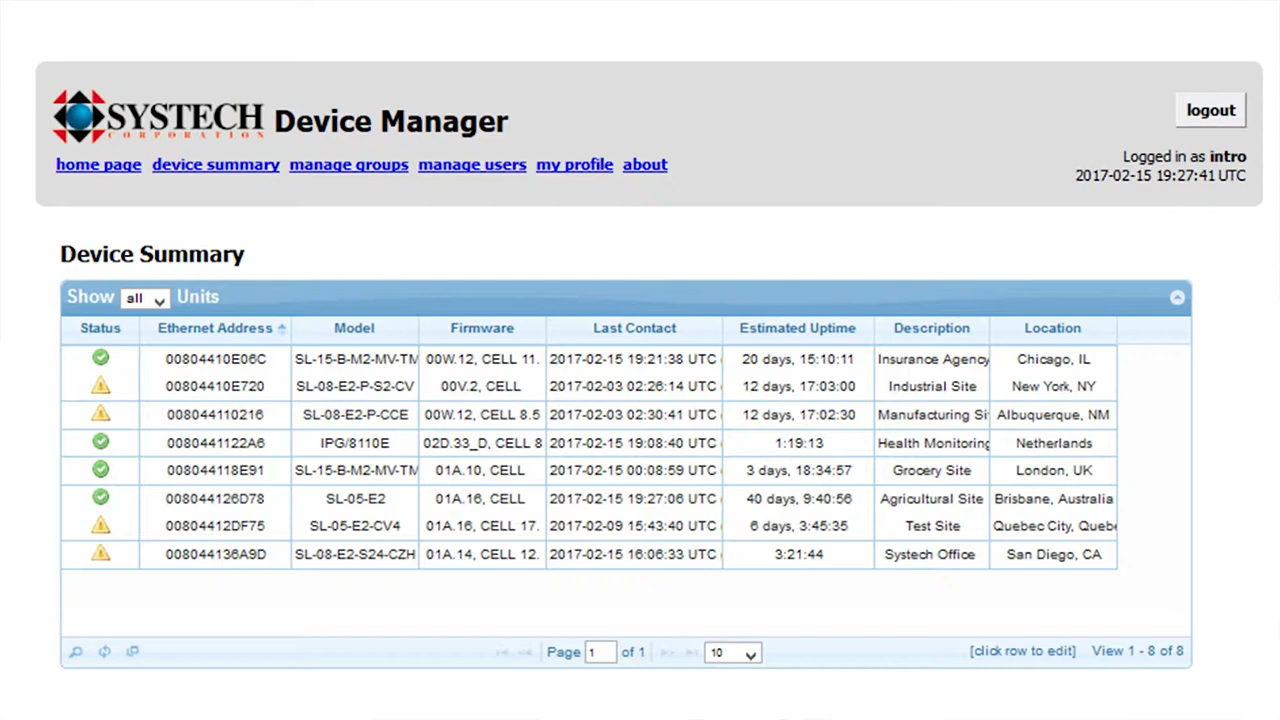 SYSTECH CORPORATION Device Manager
logout
home page device summary manage groups manage users my profile about
Logged in as intro
2017-02-15 19:27:41 UTC
Device Summary
Show all Units
Status Ethernet Address Model Firmware Last Contact Estimated Uptime Description Location
00804410E06C SL-15-B-M2-MV-TM 00W.12, CELL 11. 2017-02-15 19:21:38 UTC ( 20 days, 15:10:11 Insurance Agency Chicago, IL
00804410E720 SL-08-E2-P-S2-CV 00V.2, CELL 2017-02-03 02:26:14 UTC ( 12 days, 17:03:00 Industrial Site New York, NY
008044110216 SL-08-E2-P-CCE 00W.12, CELL 8.5 2017-02-03 02:30:41 UTC ( 12 days, 17:02:30 Manufacturing Si Albuquerque, NM
0080441122A6 IPG/8110E 02D.33_D, CELL 8 2017-02-15 19:08:40 UTC ( 1:19:13 Health Monitoring Netherlands
008044118E91 SL-15-B-M2-MV-TM 01A.10, CELL 2017-02-15 00:08:59 UTC ( 3 days, 18:34:57 Grocery Site London, UK
008044126D78 SL-05-E2 01A.16, CELL 2017-02-15 19:27:06 UTC ( 40 days, 9:40:56 Agricultural Site Brisbane, Australia
00804412DF75 SL-05-E2-CV4 01A.16, CELL 17. 2017-02-09 15:43:40 UTC ( 6 days, 3:45:35 Test Site Quebec City, Quebe
008044136A9D SL-08-E2-S24-CZH 01A.14, CELL 12. 2017-02-15 16:06:33 UTC ( 3:21:44 Systech Office San Diego, CA
Page 1 of 1 10 [click row to edit] View 1 - 8 of 8